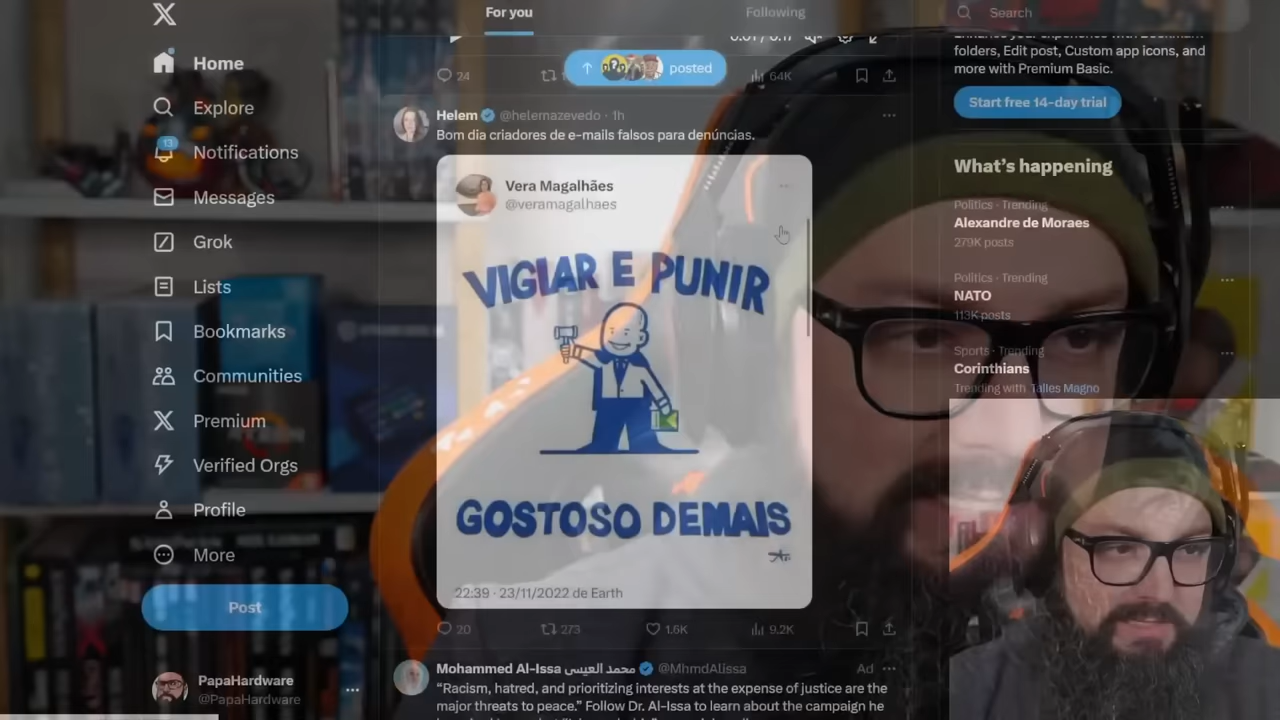 Home
Explore
13
Notifications
Messages
Grok
Lists
Bookmarks
Communities
Premium
Verified Orgs
Profile
More
Post
PapaHardware
@PapaHardware
For you
Following
posted
24
64K
Helem @helemazevedo · 1h
Bom dia criadores de e-mails falsos para denúncias.
Vera Magalhães
@veramagalhaes
VIGIAR E PUNIR
GOSTOSO DEMAIS
22:39 · 23/11/2022 de Earth
20
273
1.6K
9.2K
Mohammed Al-Issa محمد العيسى @MhmdAlissa
Ad
“Racism, hatred, and prioritizing interests at the expense of justice are the
major threats to peace.” Follow Dr. Al-Issa to learn about the campaign he
Search
folders, Edit post, Custom app icons, and
more with Premium Basic.
Start free 14-day trial
What’s happening
Politics · Trending
Alexandre de Moraes
279K posts
Politics · Trending
NATO
113K posts
Sports · Trending
Corinthians
Trending with Talles Magno